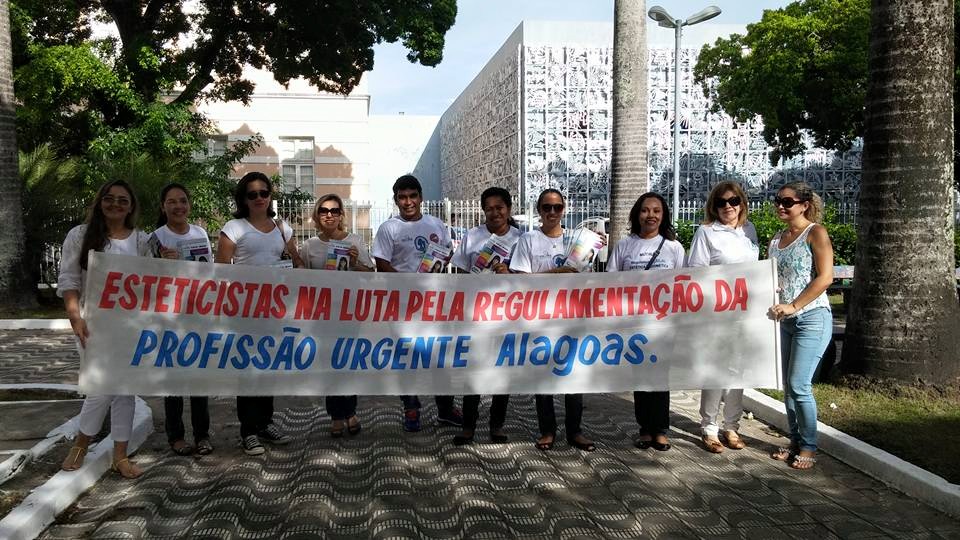 ESTETICISTAS NA LUTA PELA REGULAMENTAÇÃO DA
PROFISSÃO URGENTE Alagoas.